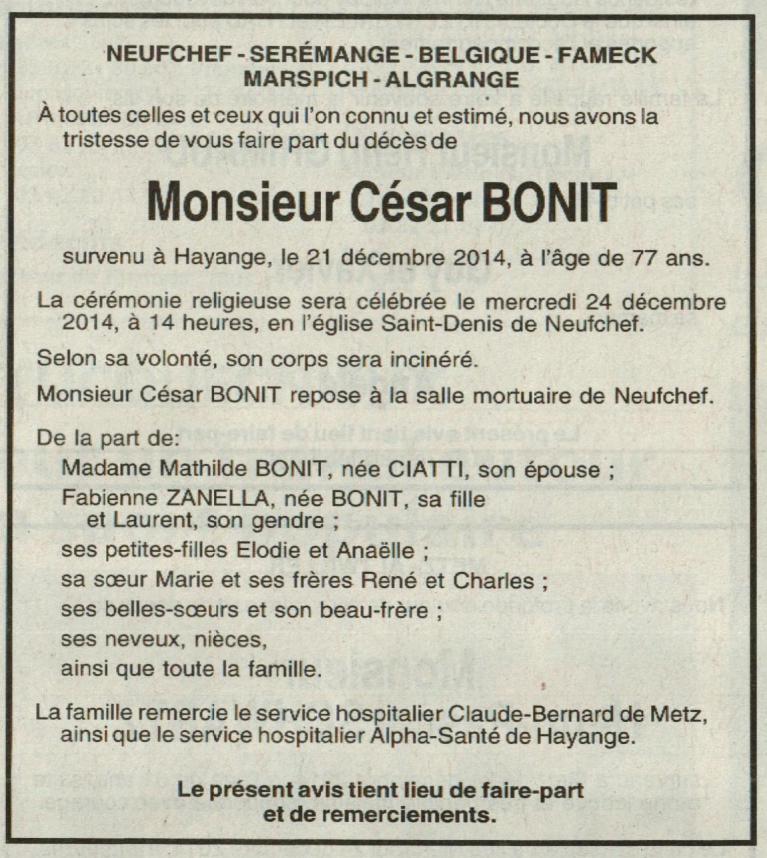 NEUFCHEF - SERÉMANGE - BELGIQUE - FAMECK
MARSPICH - ALGRANGE
À toutes celles et ceux qui l'on connu et estimé, nous avons la
tristesse de vous faire part du décès de
Monsieur César BONIT
survenu à Hayange, le 21 décembre 2014, à l'âge de 77 ans.
La cérémonie religieuse sera célébrée le mercredi 24 décembre
2014, à 14 heures, en l'église Saint-Denis de Neufchef.
Selon sa volonté, son corps sera incinéré.
Monsieur César BONIT repose à la salle mortuaire de Neufchef.
De la part de:
Madame Mathilde BONIT, née CIATTI, son épouse ;
Fabienne ZANELLA, née BONIT, sa fille
et Laurent, son gendre ;
ses petites-filles Elodie et Anaëlle ;
sa sœur Marie et ses frères René et Charles ;
ses belles-sœurs et son beau-frère ;
ses neveux, nièces,
ainsi que toute la famille.
La famille remercie le service hospitalier Claude-Bernard de Metz,
ainsi que le service hospitalier Alpha-Santé de Hayange.
Le présent avis tient lieu de faire-part
et de remerciements.